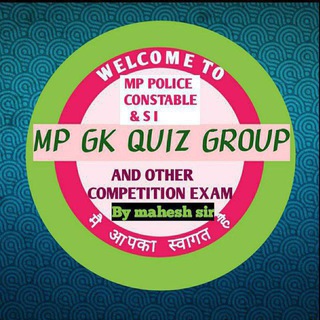 WELCOME TO
MP POLICE
CONSTABLE
& S I
MP GK QUIZ GROUP
AND OTHER
COMPETITION EXAM
By mahesh sir
में आपका स्वागत है